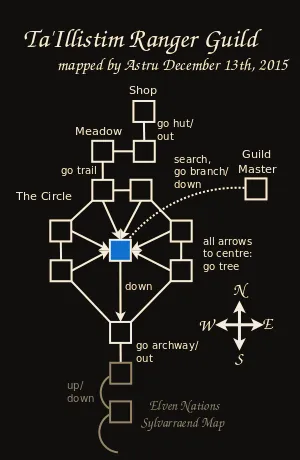 Ta'Illistim Ranger Guild
mapped by Astru December 13th, 2015
Shop
go hut/
out
Meadow
go trail
search,
go branch/
down
Guild
Master
The Circle
all arrows
to centre:
go tree
down
N
W
E
S
go archway/
out
up/
down
Elven Nations
Sylvarraend Map